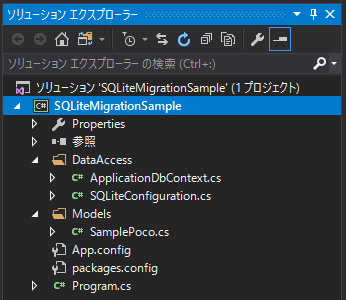 ソリューション エクスプローラー
ソリューション エクスプローラー の検索 (Ctrl+:)
ソリューション 'SQLiteMigrationSample' (1 プロジェクト)
C# SQLiteMigrationSample
Properties
参照
DataAccess
C# ApplicationDbContext.cs
C# SQLiteConfiguration.cs
Models
C# SamplePoco.cs
App.config
packages.config
C# Program.cs